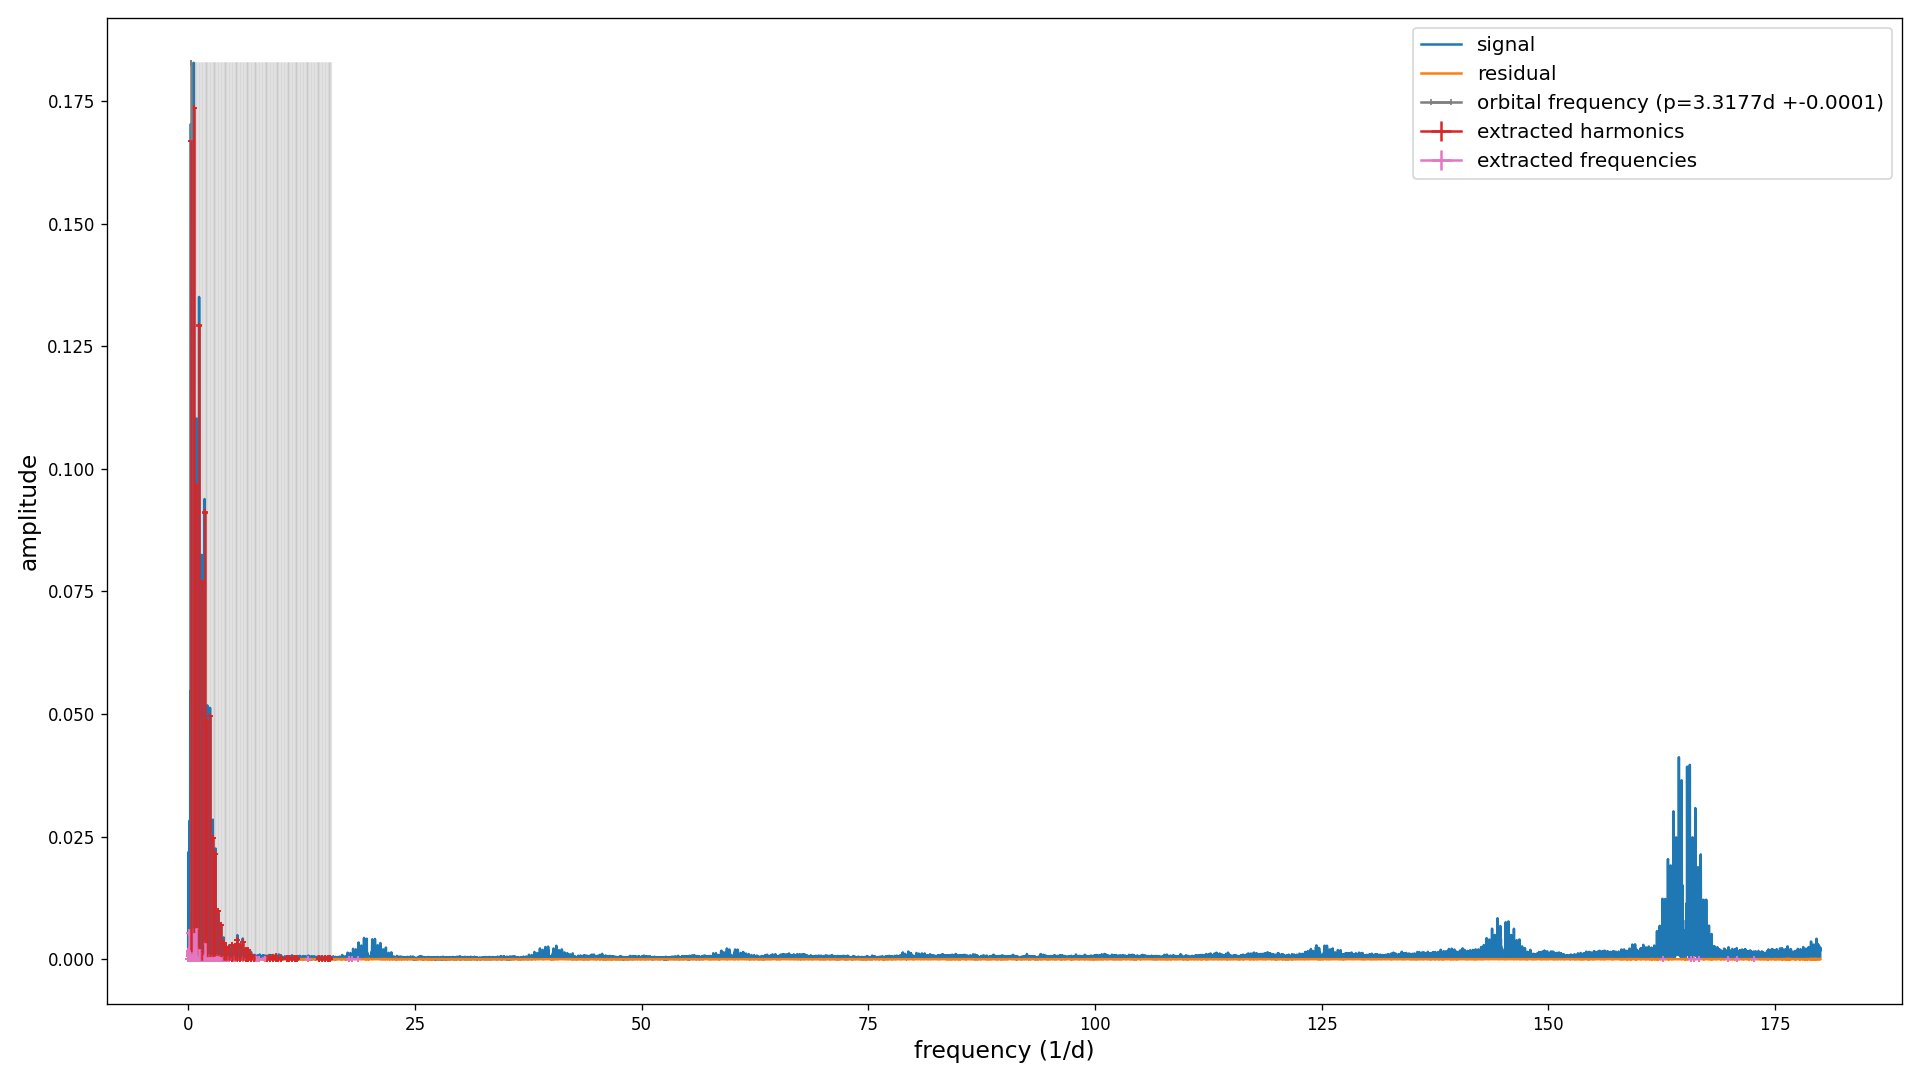 signal
residual
orbital frequency (p=3.3177d +-0.0001)
extracted harmonics
extracted frequencies
0.175
0.150
0.125
0.100
0.075
0.050
0.025
0.000
amplitude
0 25 50 75 100 125 150 175
frequency (1/d)